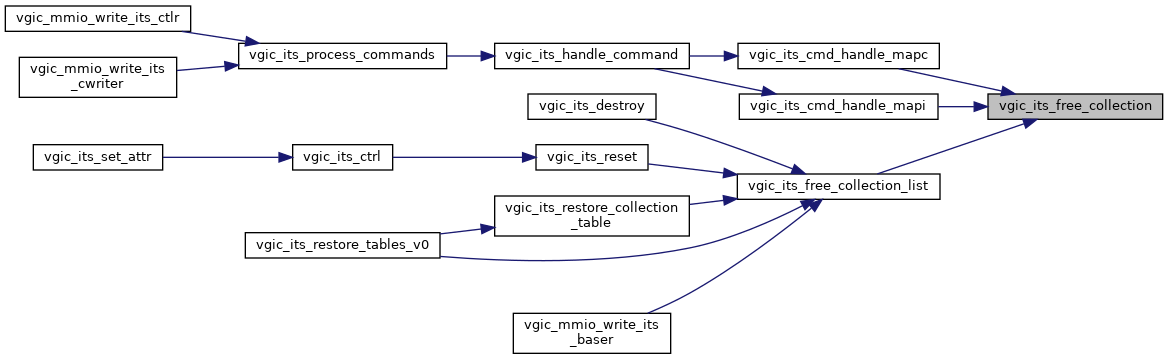 vgic_mmio_write_its_ctlr
vgic_mmio_write_its
_cwriter
vgic_its_process_commands
vgic_its_handle_command
vgic_its_cmd_handle_mapc
vgic_its_cmd_handle_mapi
vgic_its_free_collection
vgic_its_destroy
vgic_its_set_attr
vgic_its_ctrl
vgic_its_reset
vgic_its_free_collection_list
vgic_its_restore_collection
_table
vgic_its_restore_tables_v0
vgic_mmio_write_its
_baser